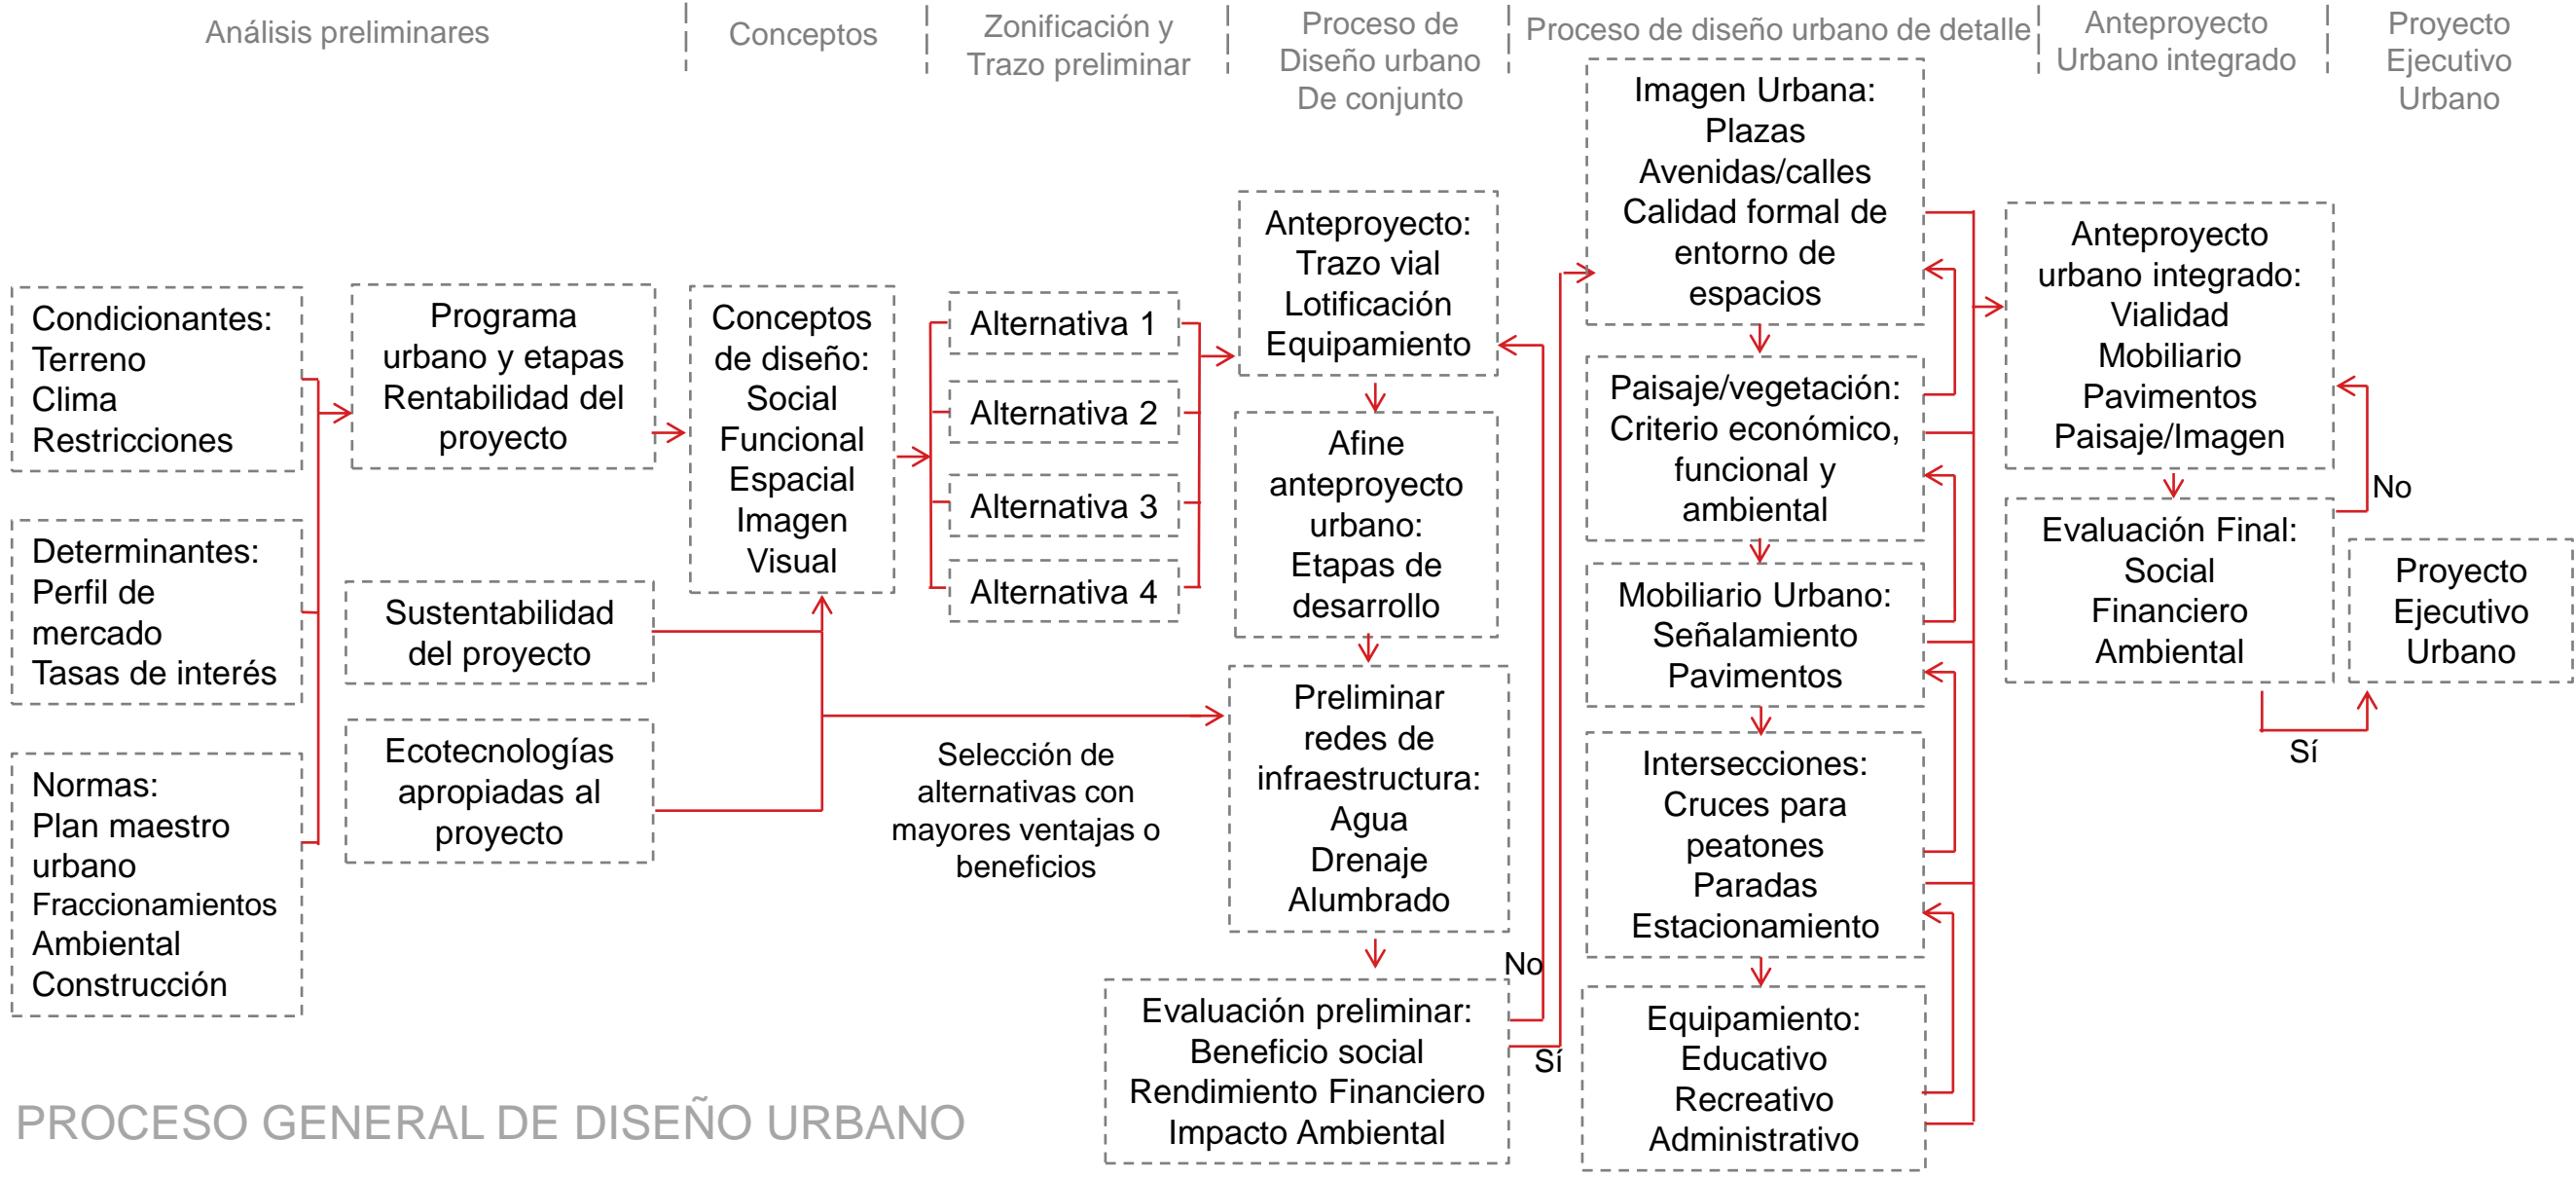 Análisis preliminares
Conceptos
Zonificación y
Trazo preliminar
Proceso de
Diseño urbano
De conjunto
Proceso de diseño urbano de detalle
Anteproyecto
Urbano integrado
Proyecto
Ejecutivo
Urbano
Condicionantes:
Terreno
Clima
Restricciones
Determinantes:
Perfil de
mercado
Tasas de interés
Normas:
Plan maestro
urbano
Fraccionamientos
Ambiental
Construcción
Programa
urbano y etapas
Rentabilidad del
proyecto
Sustentabilidad
del proyecto
Ecotecnologías
apropiadas al
proyecto
Conceptos
de diseño:
Social
Funcional
Espacial
Imagen
Visual
Alternativa 1
Alternativa 2
Alternativa 3
Alternativa 4
Selección de
alternativas con
mayores ventajas o
beneficios
Anteproyecto:
Trazo vial
Lotificación
Equipamiento
Afine
anteproyecto
urbano:
Etapas de
desarrollo
Preliminar
redes de
infraestructura:
Agua
Drenaje
Alumbrado
Evaluación preliminar:
Beneficio social
Rendimiento Financiero
Impacto Ambiental
No
Sí
Imagen Urbana:
Plazas
Avenidas/calles
Calidad formal de
entorno de
espacios
Paisaje/vegetación:
Criterio económico,
funcional y
ambiental
Mobiliario Urbano:
Señalamiento
Pavimentos
Intersecciones:
Cruces para
peatones
Paradas
Estacionamiento
Equipamiento:
Educativo
Recreativo
Administrativo
Anteproyecto
urbano integrado:
Vialidad
Mobiliario
Pavimentos
Paisaje/Imagen
Evaluación Final:
Social
Financiero
Ambiental
No
Sí
Proyecto
Ejecutivo
Urbano
PROCESO GENERAL DE DISEÑO URBANO